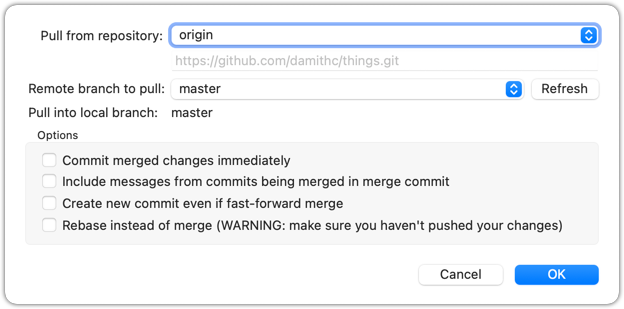 Pull from repository: origin
https://github.com/damithc/things.git
Remote branch to pull: master Refresh
Pull into local branch: master
Options
Commit merged changes immediately
Include messages from commits being merged in merge commit
Create new commit even if fast-forward merge
Rebase instead of merge (WARNING: make sure you haven't pushed your changes)
Cancel OK